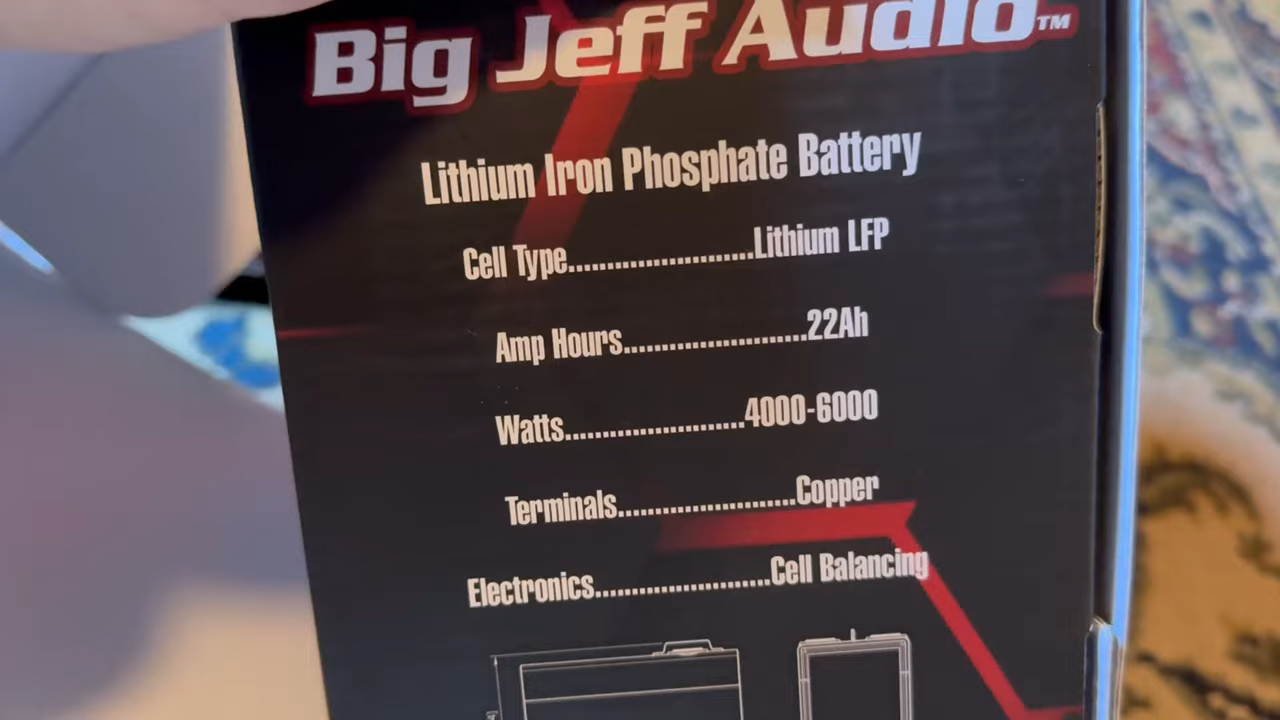 Big Jeff Audio™
Lithium Iron Phosphate Battery
Cell Type........................Lithium LFP
Amp Hours........................22Ah
Watts.......................4000-6000
Terminals.......................Copper
Electronics.......................Cell Balancing